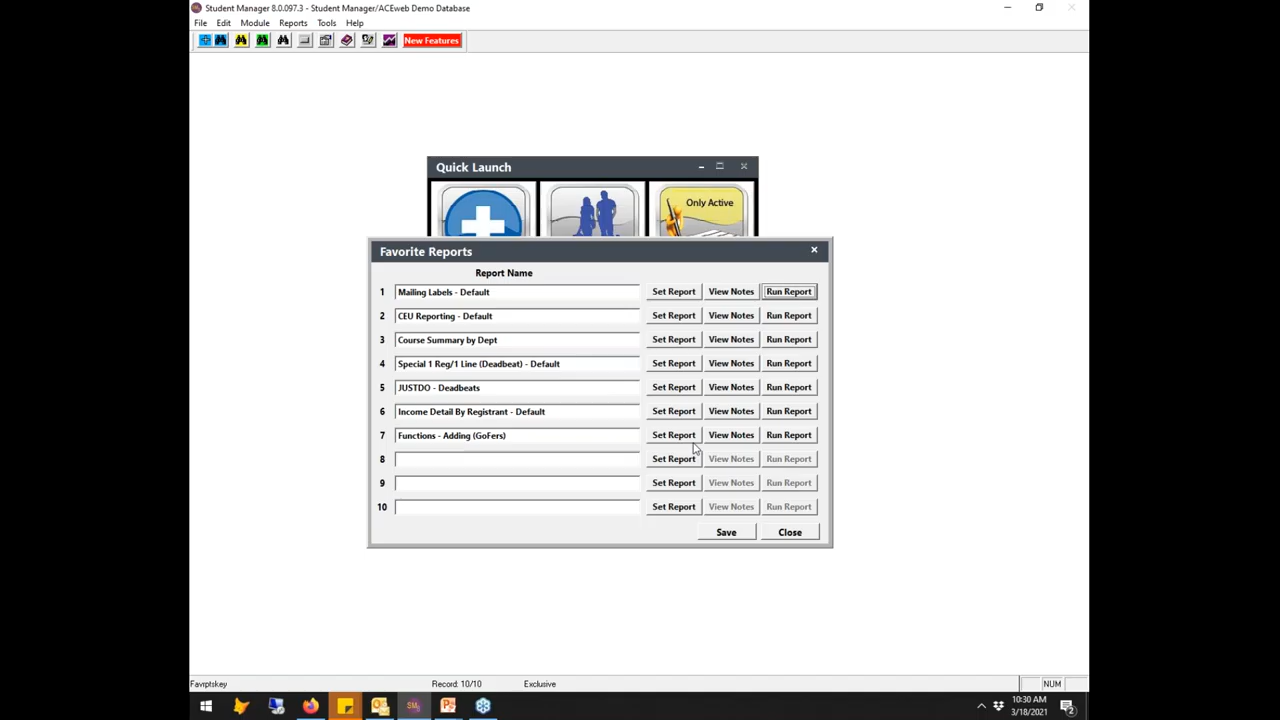 Student Manager 8.0.097.3 - Student Manager/ACEweb Demo Database
File Edit Module Reports Tools Help
New Features
Quick Launch
Only Active
Favorite Reports
Report Name
1 Mailing Labels - Default Set Report View Notes Run Report
2 CEU Reporting - Default Set Report View Notes Run Report
3 Course Summary by Dept Set Report View Notes Run Report
4 Special 1 Reg/1 Line (Deadbeat) - Default Set Report View Notes Run Report
5 JUSTDO - Deadbeats Set Report View Notes Run Report
6 Income Detail By Registrant - Default Set Report View Notes Run Report
7 Functions - Adding (GoFers) Set Report View Notes Run Report
8 Set Report View Notes Run Report
9 Set Report View Notes Run Report
10 Set Report View Notes Run Report
Save Close
Favrptskey Record: 10/10 Exclusive NUM
10:30 AM
3/18/2021